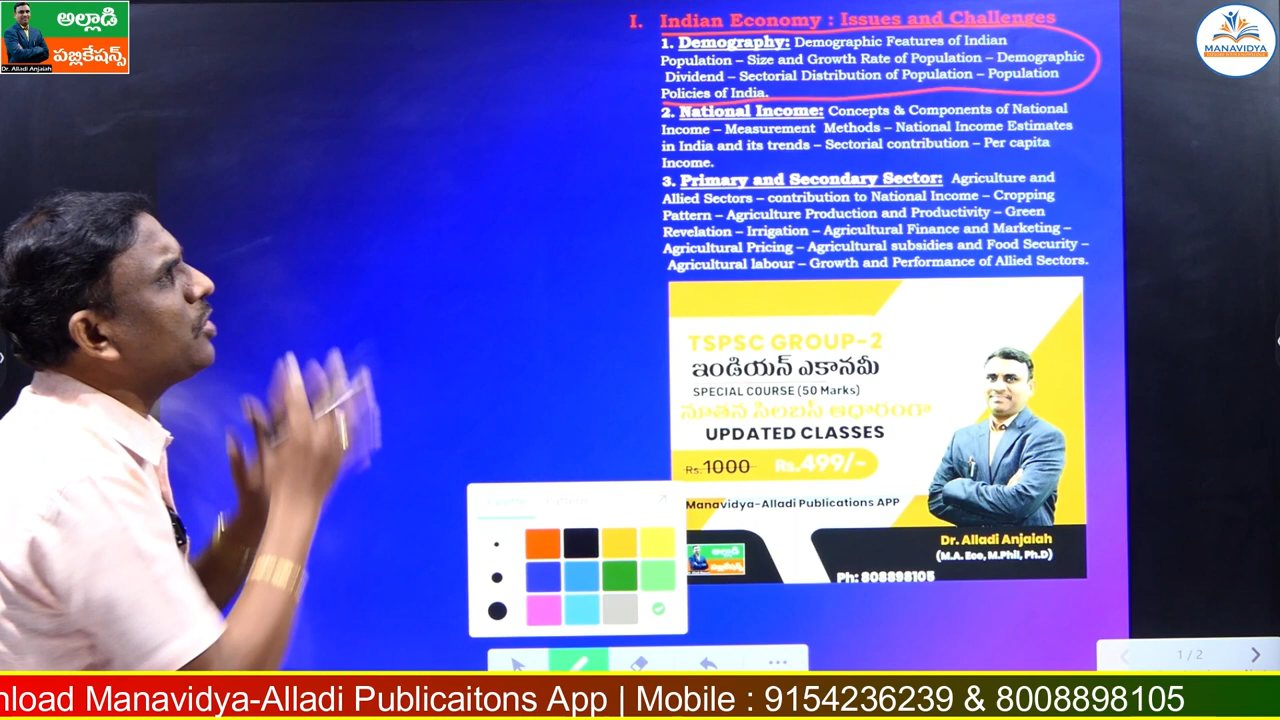 అల్లాడి
పబ్లికేషన్స్
Dr. Alladi Anjaiah
MANAVIDYA
I. Indian Economy : Issues and Challenges
1. Demography: Demographic Features of Indian
Population – Size and Growth Rate of Population – Demographic
Dividend – Sectorial Distribution of Population – Population
Policies of India.
2. National Income: Concepts & Components of National
Income – Measurement Methods – National Income Estimates
in India and its trends – Sectorial contribution – Per capita
Income.
3. Primary and Secondary Sector: Agriculture and
Allied Sectors – contribution to National Income – Cropping
Pattern – Agriculture Production and Productivity – Green
Revelation – Irrigation – Agricultural Finance and Marketing –
Agricultural Pricing – Agricultural subsidies and Food Security –
Agricultural labour – Growth and Performance of Allied Sectors.
TSPSC GROUP-2
ఇండియన్ ఎకానమీ
SPECIAL COURSE (50 Marks)
నూతన సిలబస్ ఆధారంగా
UPDATED CLASSES
Rs.1000 Rs.499/-
Manavidya-Alladi Publications APP
Dr. Alladi Anjaiah
(M.A. Eco, M.Phil, Ph.D)
Ph: 808898105
1 / 2
nload Manavidya-Alladi Publicaitons App | Mobile : 9154236239 & 8008898105